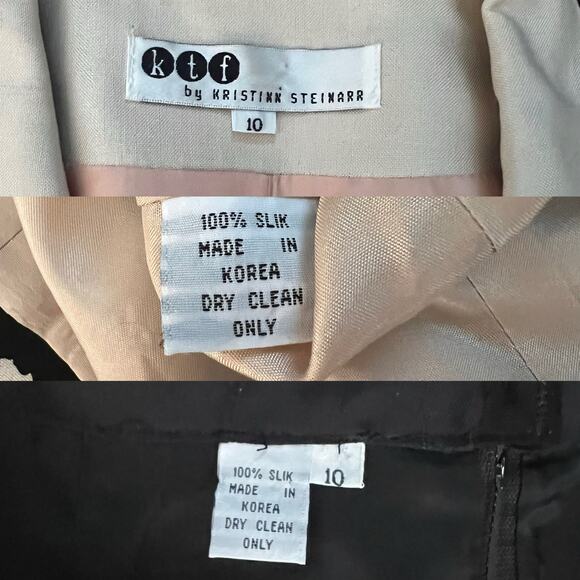 ktf
by KRISTINN STEINARR
10
100% SLIK
MADE IN
KOREA
DRY CLEAN
ONLY
100% SLIK
MADE IN
KOREA
DRY CLEAN
ONLY
10